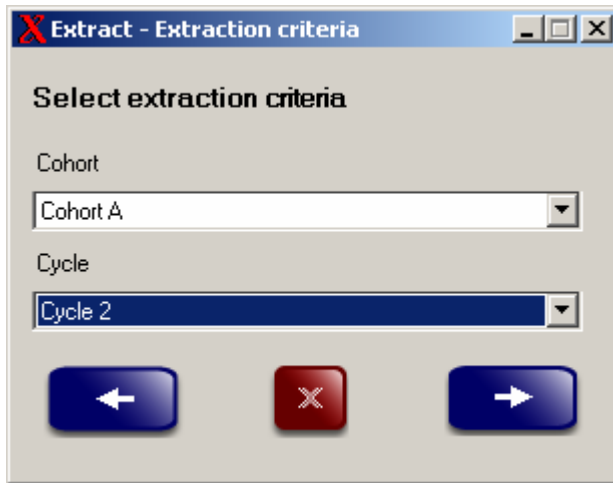 Extract - Extraction criteria
Select extraction criteria
Cohort
Cohort A
Cycle
Cycle 2